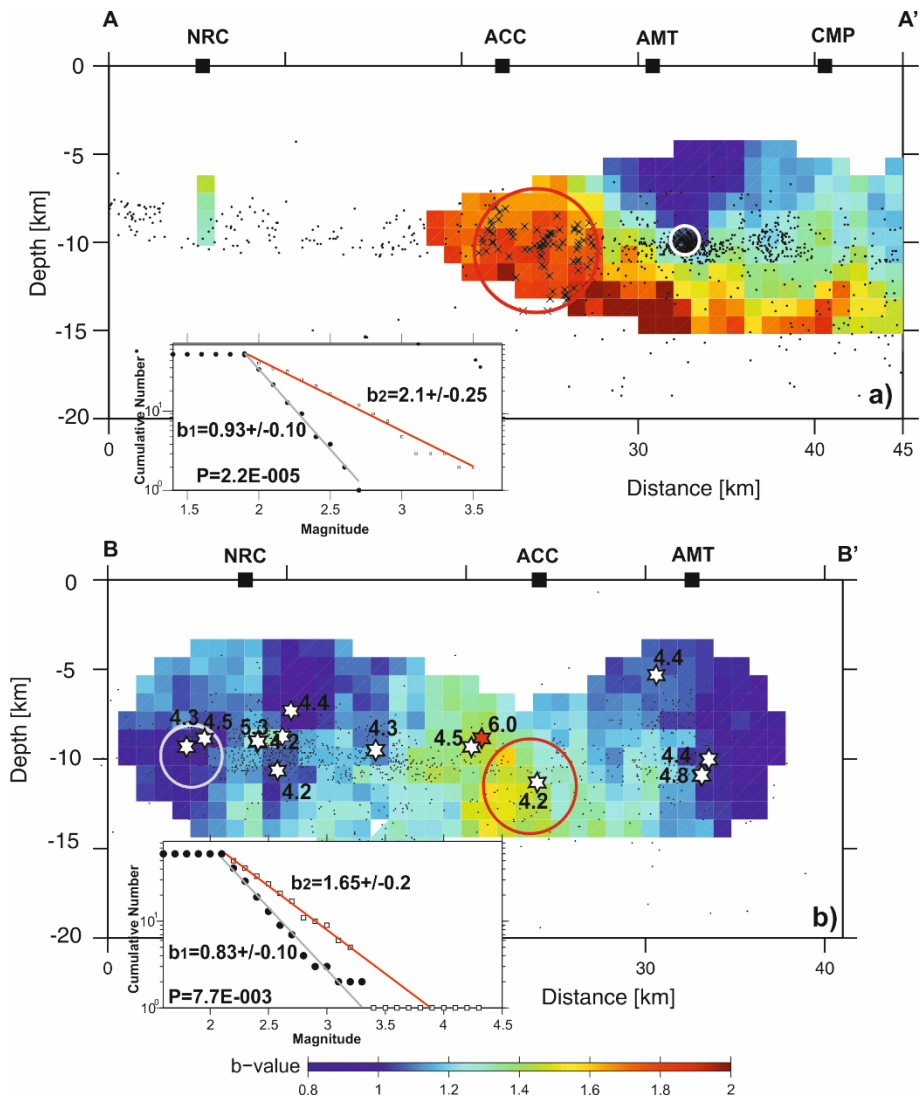 A A'
NRC ACC AMT CMP
0
-5
-10
-15
-20
Depth [km]
Cumulative Number
10¹
10⁰
b2=2.1+/-0.25
b1=0.93+/-0.10
P=2.2E-005
1.5 2 2.5 3 3.5
Magnitude
a)
0 30 40 45
Distance [km]
B B'
NRC ACC AMT
0
-5
-10
-15
-20
Depth [km]
4.4
4.3 4.5 5.3 4.2 4.4 4.3 4.5 6.0
4.2 4.2 4.4 4.8
Cumulative Number
10¹
10⁰
b2=1.65+/-0.2
b1=0.83+/-0.10
P=7.7E-003
2 2.5 3 3.5 4 4.5
Magnitude
b)
0 30 40
Distance [km]
b-value
0.8 1 1.2 1.4 1.6 1.8 2